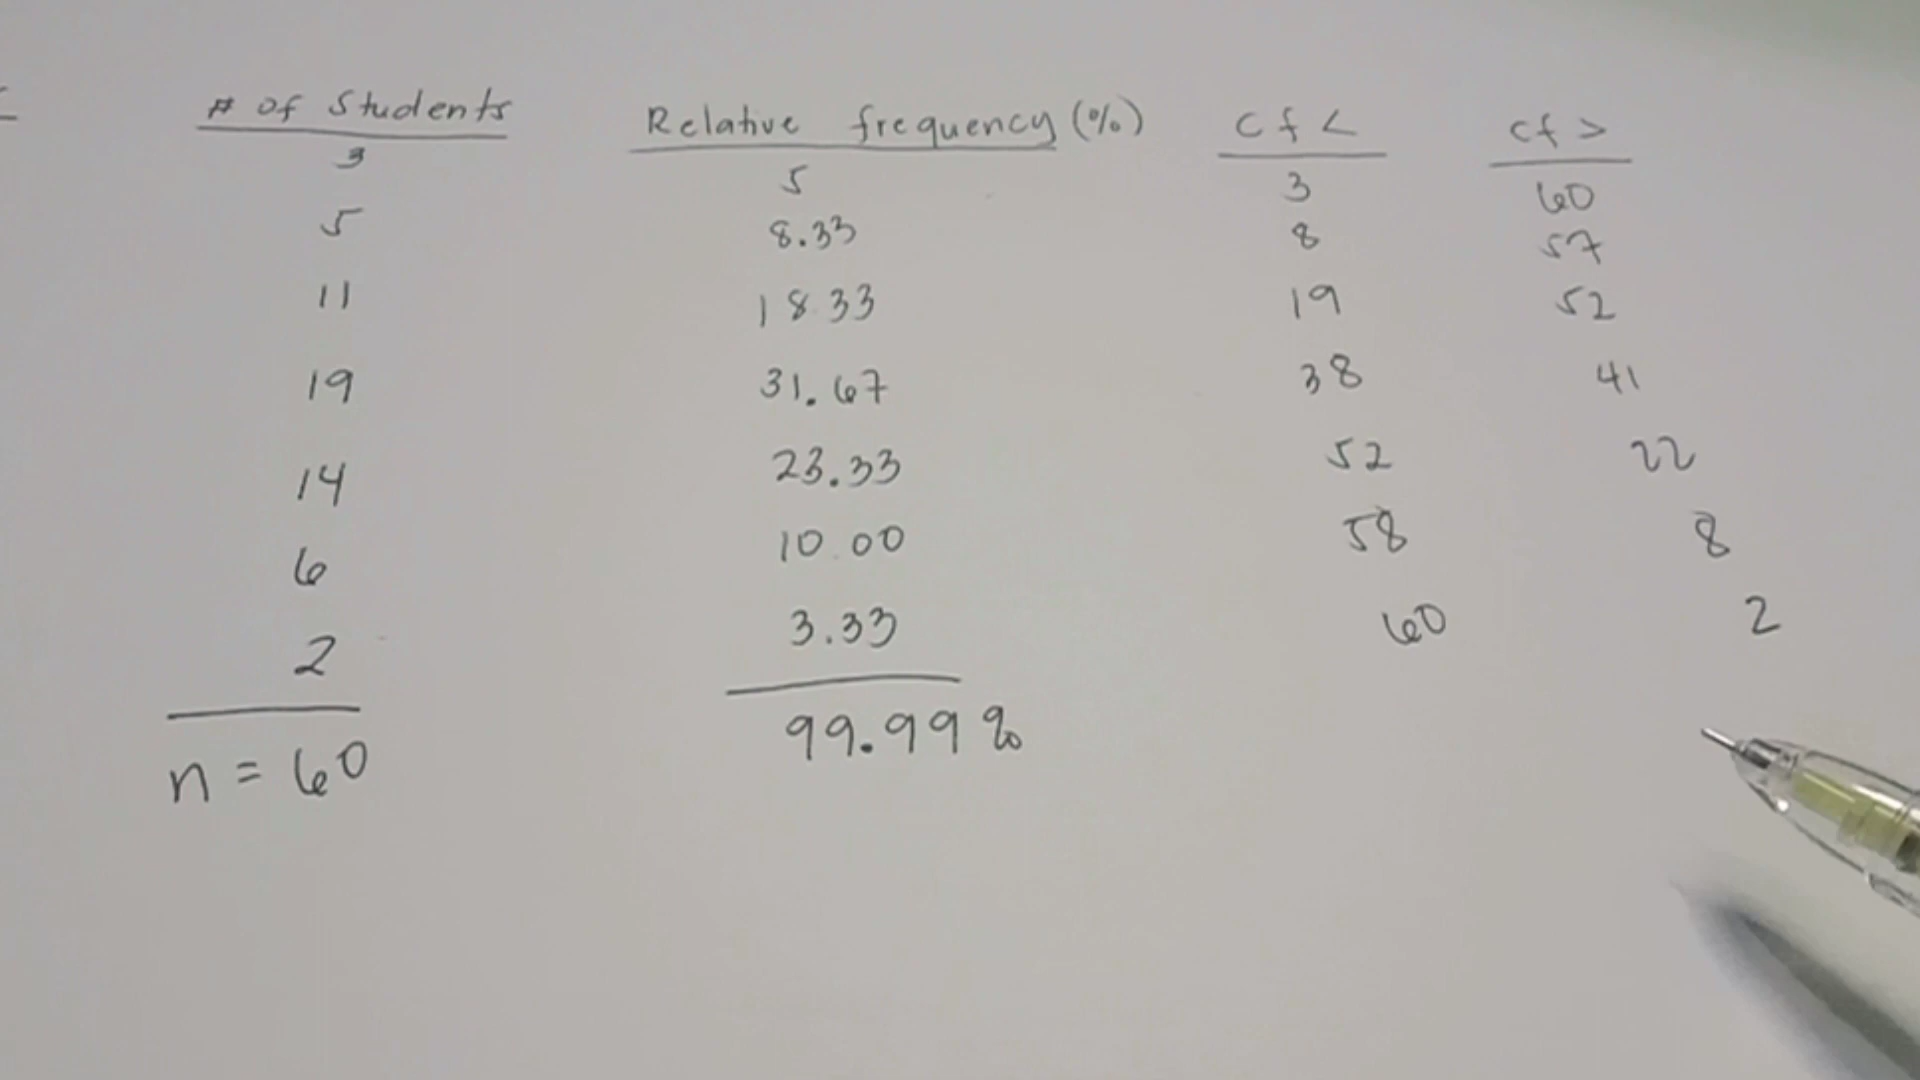 # of Students Relative frequency (%) cf < cf >
3 5 3 60
5 8.33 8 57
11 18.33 19 52
19 31.67 38 41
14 23.33 52 22
6 10.00 58 8
2 3.33 60 2
n = 60 99.99%